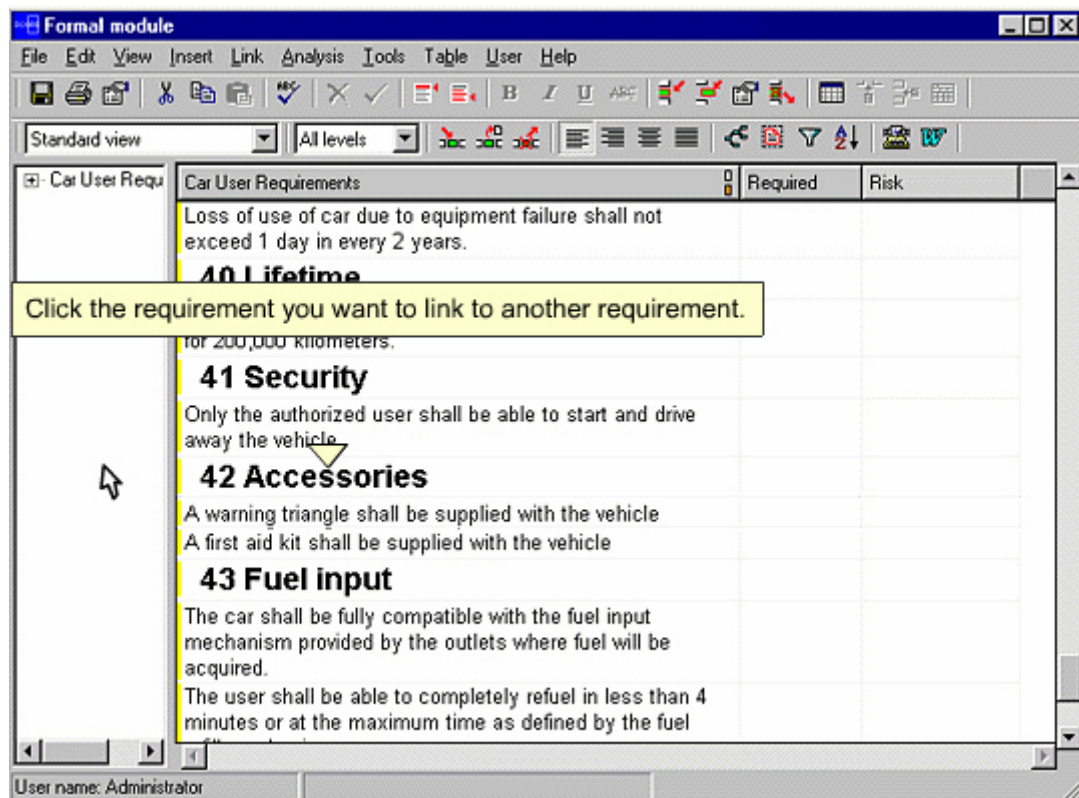 Formal module
File Edit View Insert Link Analysis Tools Table User Help
ABC
B I U ABC
Standard view All levels
A Z W
Car User Requ Car User Requirements Required Risk
Loss of use of car due to equipment failure shall not
exceed 1 day in every 2 years.
40 Lifetime
Click the requirement you want to link to another requirement.
for 200,000 kilometers.
41 Security
Only the authorized user shall be able to start and drive
away the vehicle
42 Accessories
A warning triangle shall be supplied with the vehicle
A first aid kit shall be supplied with the vehicle
43 Fuel input
The car shall be fully compatible with the fuel input
mechanism provided by the outlets where fuel will be
acquired.
The user shall be able to completely refuel in less than 4
minutes or at the maximum time as defined by the fuel
User name: Administrator